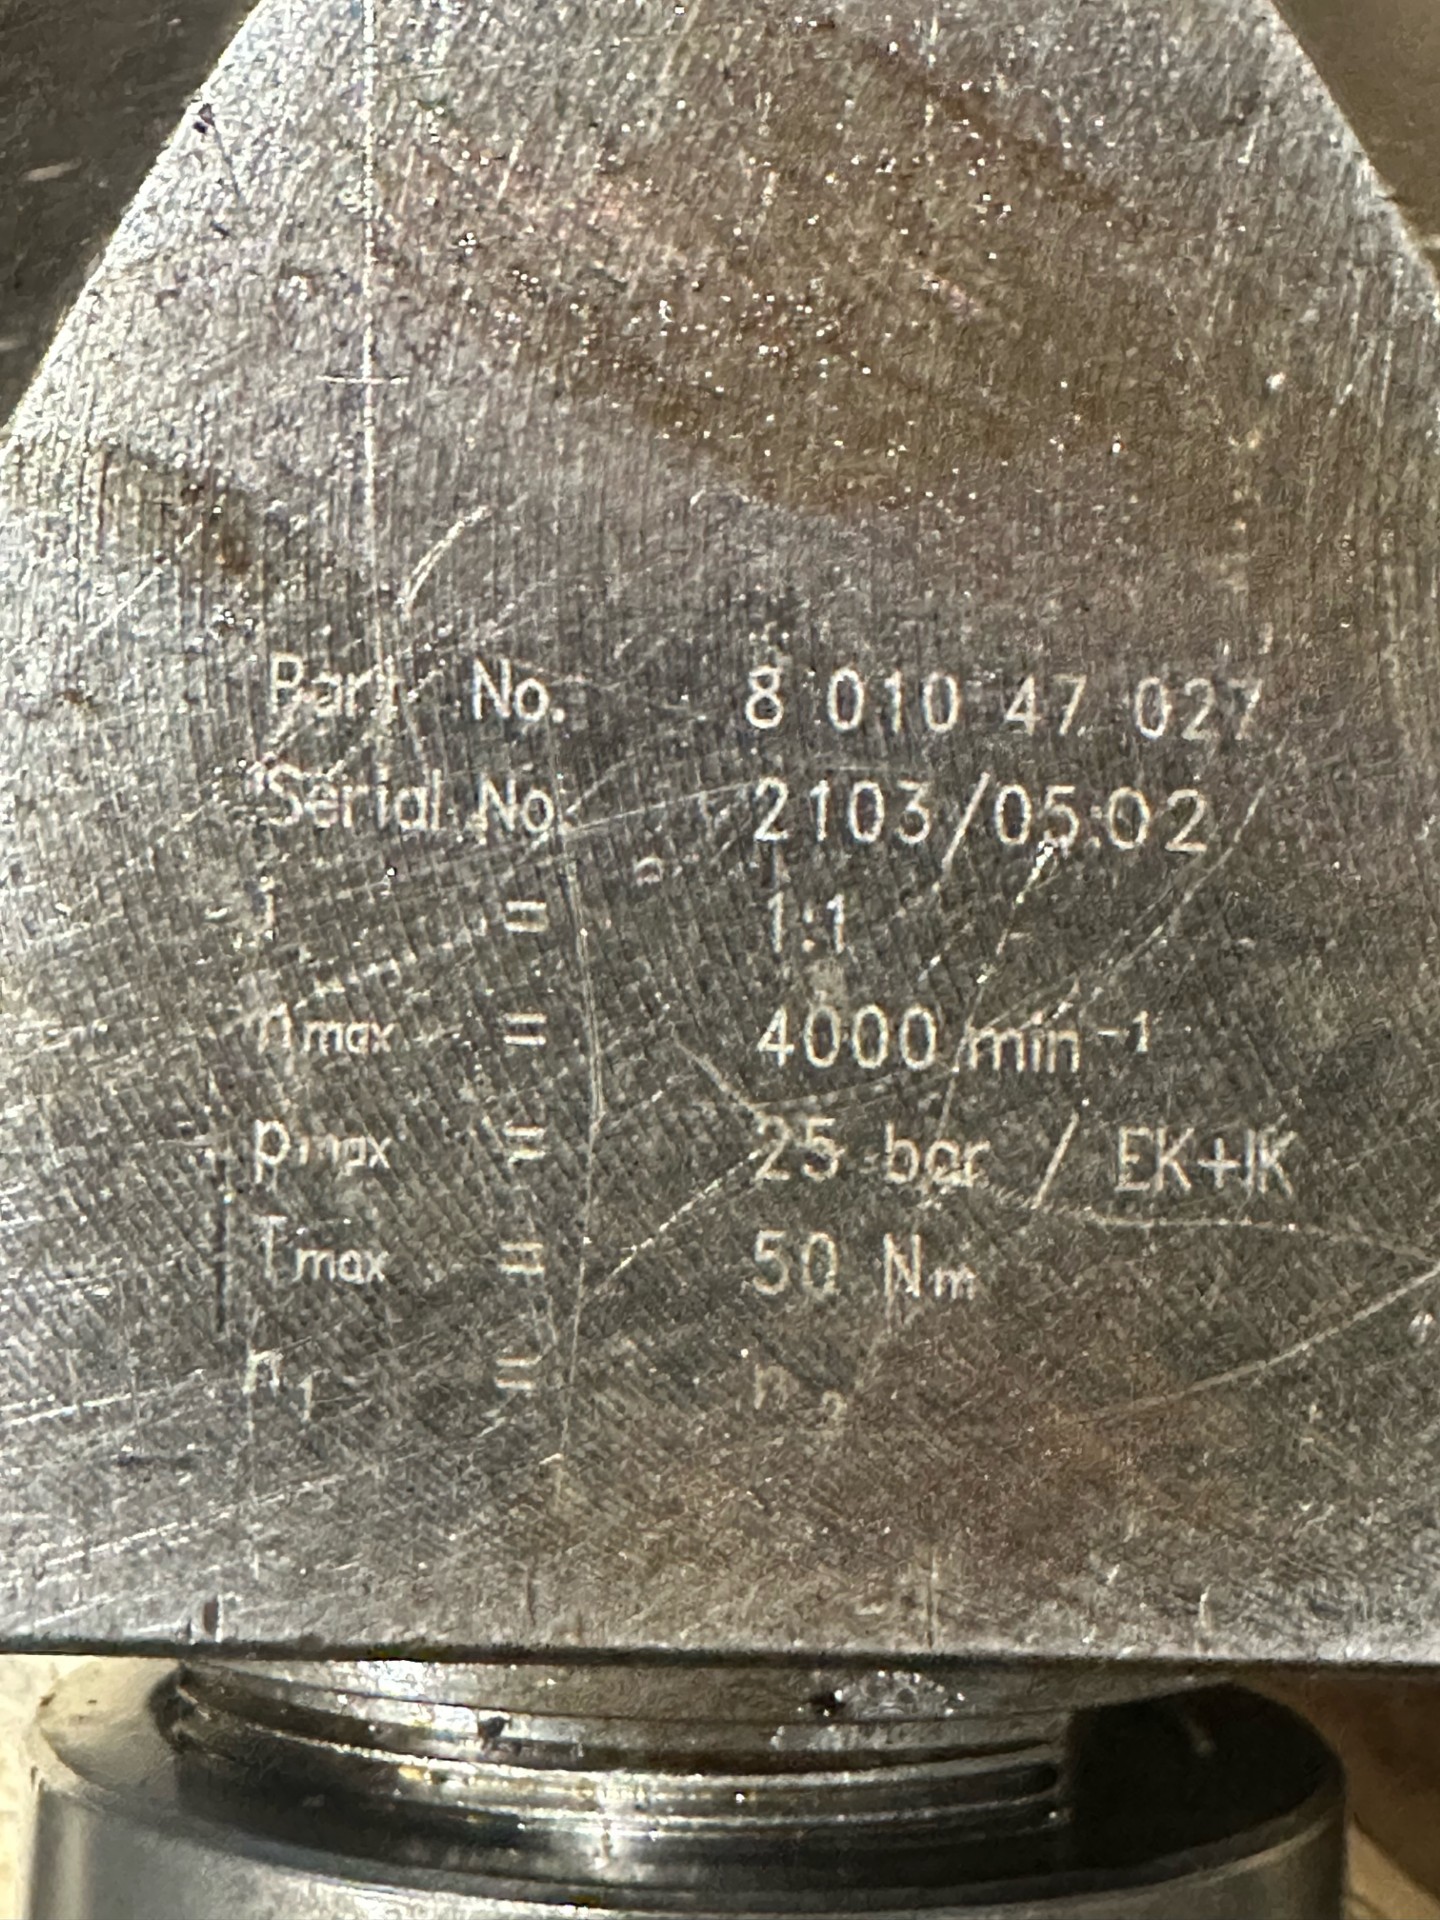 Part No. 8 010 47 027
Serial No. 2103/05.02
i = 1:1
nmax = 4000 min⁻¹
pmax = 25 bar / EK+IK
Tmax = 50 Nm
n₁ = n₂